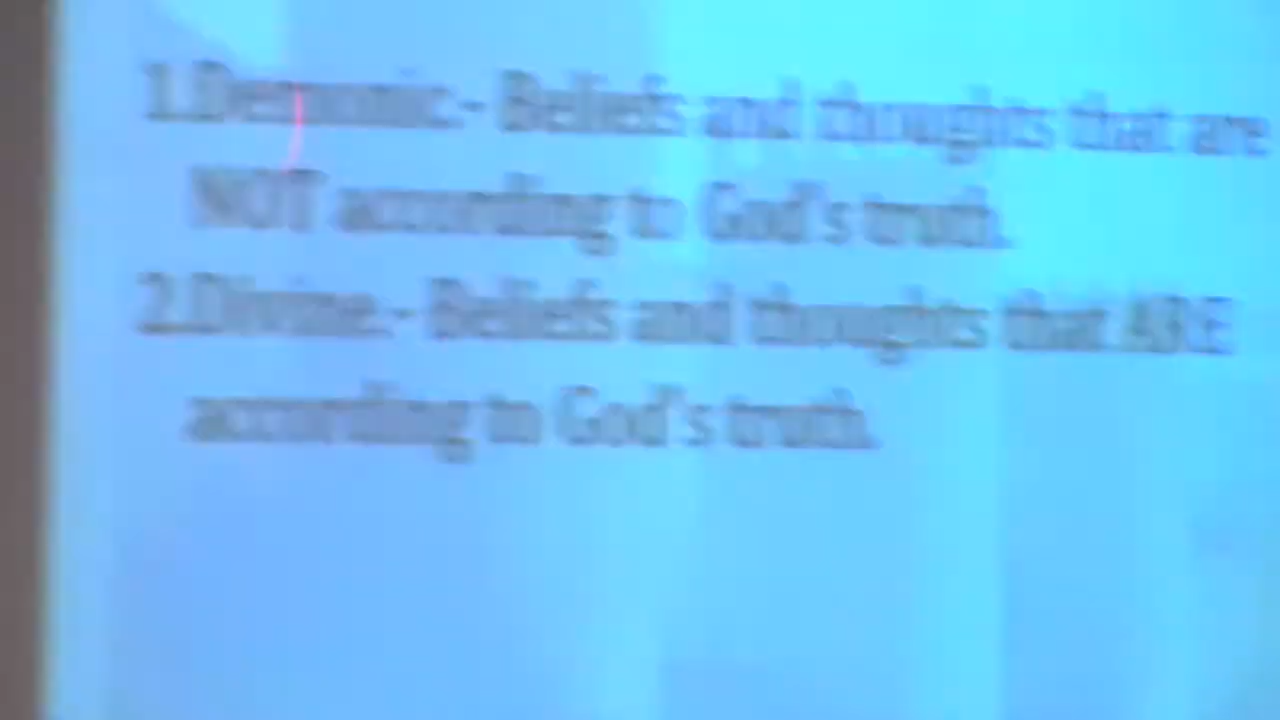 1.Demonic.- Beliefs and thoughts that are
NOT according to God's truth.
2.Divine.- Beliefs and thoughts that ARE
according to God's truth.